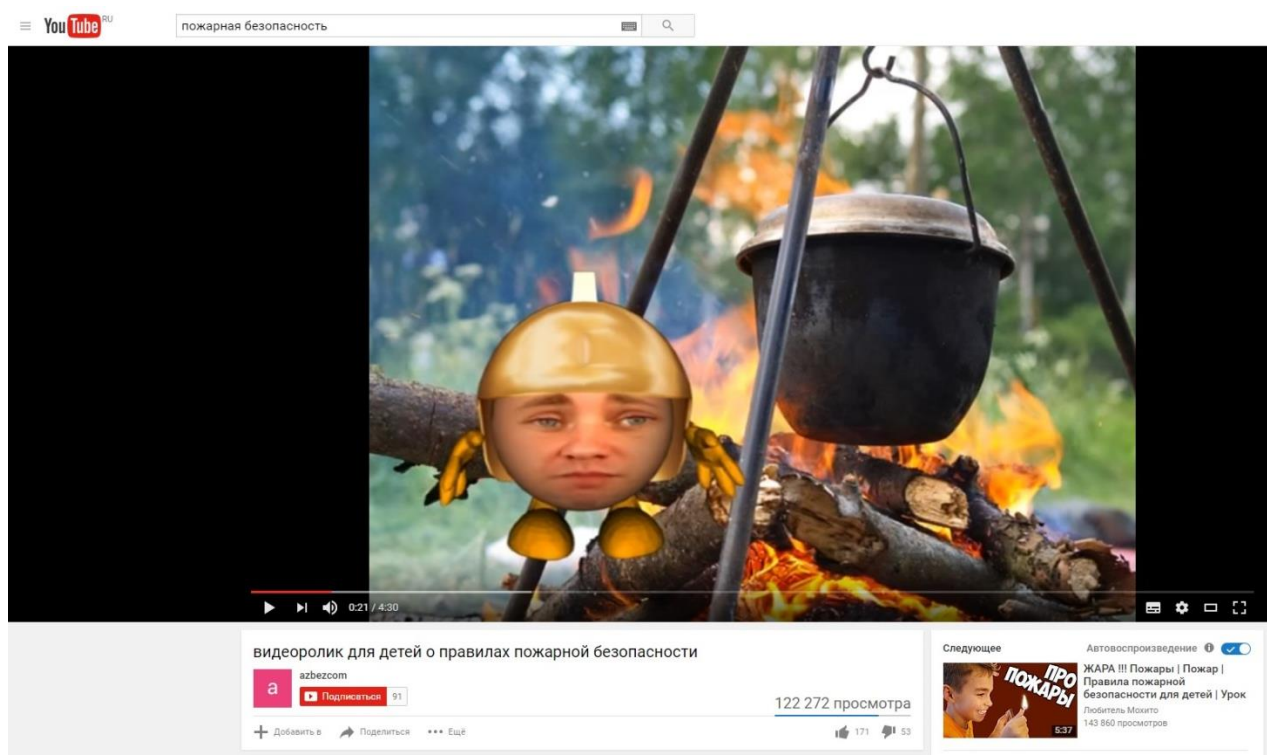 YouTube RU
пожарная безопасность
0:21 / 4:30
видеоролик для детей о правилах пожарной безопасности
a
azbezcom
Подписаться 91
122 272 просмотра
Добавить в Поделиться ••• Ещё
171 53
Следующее Автовоспроизведение
ПРО
ПОЖАРЫ
5:37
ЖАРА !!! Пожары | Пожар |
Правила пожарной
безопасности для детей | Урок
Любитель Мохито
143 860 просмотров